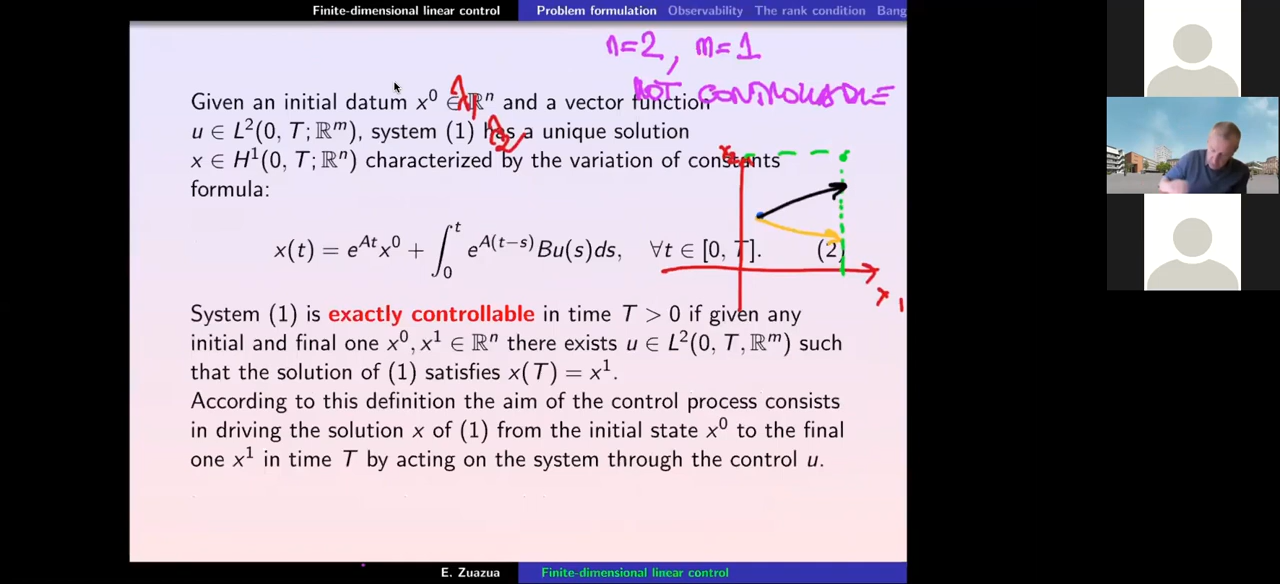 Finite-dimensional linear control Problem formulation Observability The rank condition Bang
n=2, m=1
NOT CONTROLLABLE
Given an initial datum x⁰ ∈ ℝⁿ and a vector function
u ∈ L²(0, T; ℝᵐ), system (1) has a unique solution
x ∈ H¹(0, T; ℝⁿ) characterized by the variation of constants
formula:
x(t) = e^{At}x⁰ + ∫₀ᵗ e^{A(t−s)}Bu(s)ds, ∀t ∈ [0, T]. (2)
x₁
System (1) is exactly controllable in time T > 0 if given any
initial and final one x⁰, x¹ ∈ ℝⁿ there exists u ∈ L²(0, T, ℝᵐ) such
that the solution of (1) satisfies x(T) = x¹.
According to this definition the aim of the control process consists
in driving the solution x of (1) from the initial state x⁰ to the final
one x¹ in time T by acting on the system through the control u.
E. Zuazua Finite-dimensional linear control